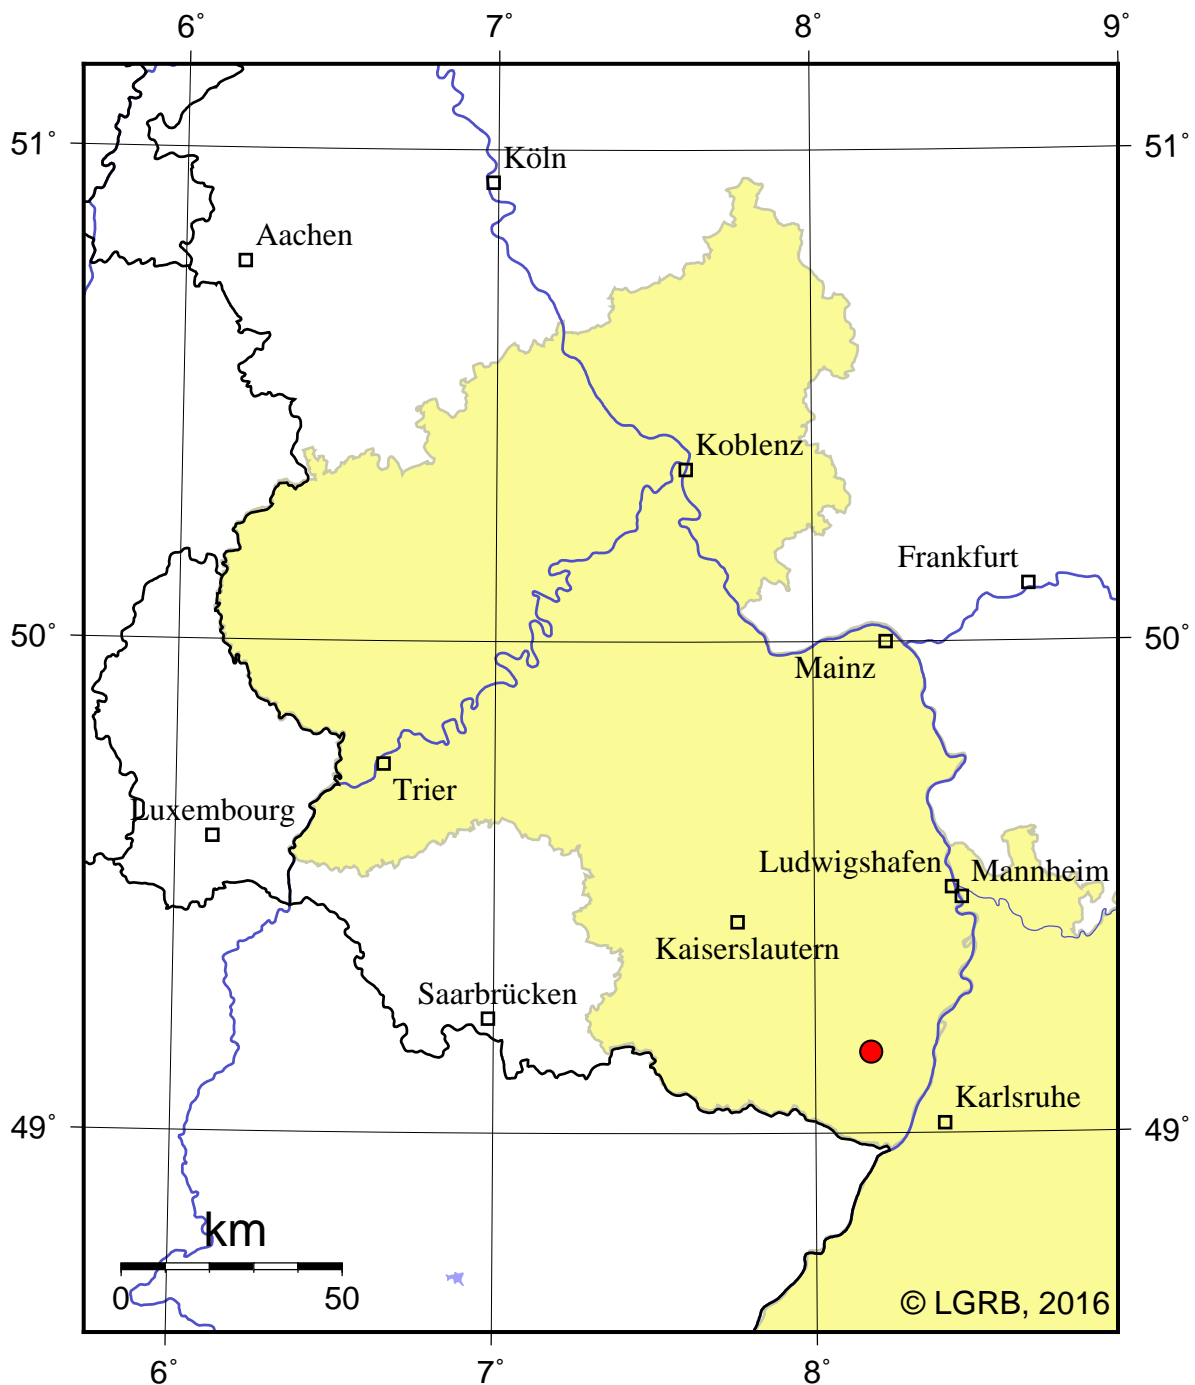 6° 7° 8° 9°
51° 51°
Köln
Aachen
Koblenz
Frankfurt
50° 50°
Mainz
Trier
Luxembourg
Ludwigshafen
Mannheim
Kaiserslautern
Saarbrücken
Karlsruhe
49° 49°
km
0 50
© LGRB, 2016
6° 7° 8°